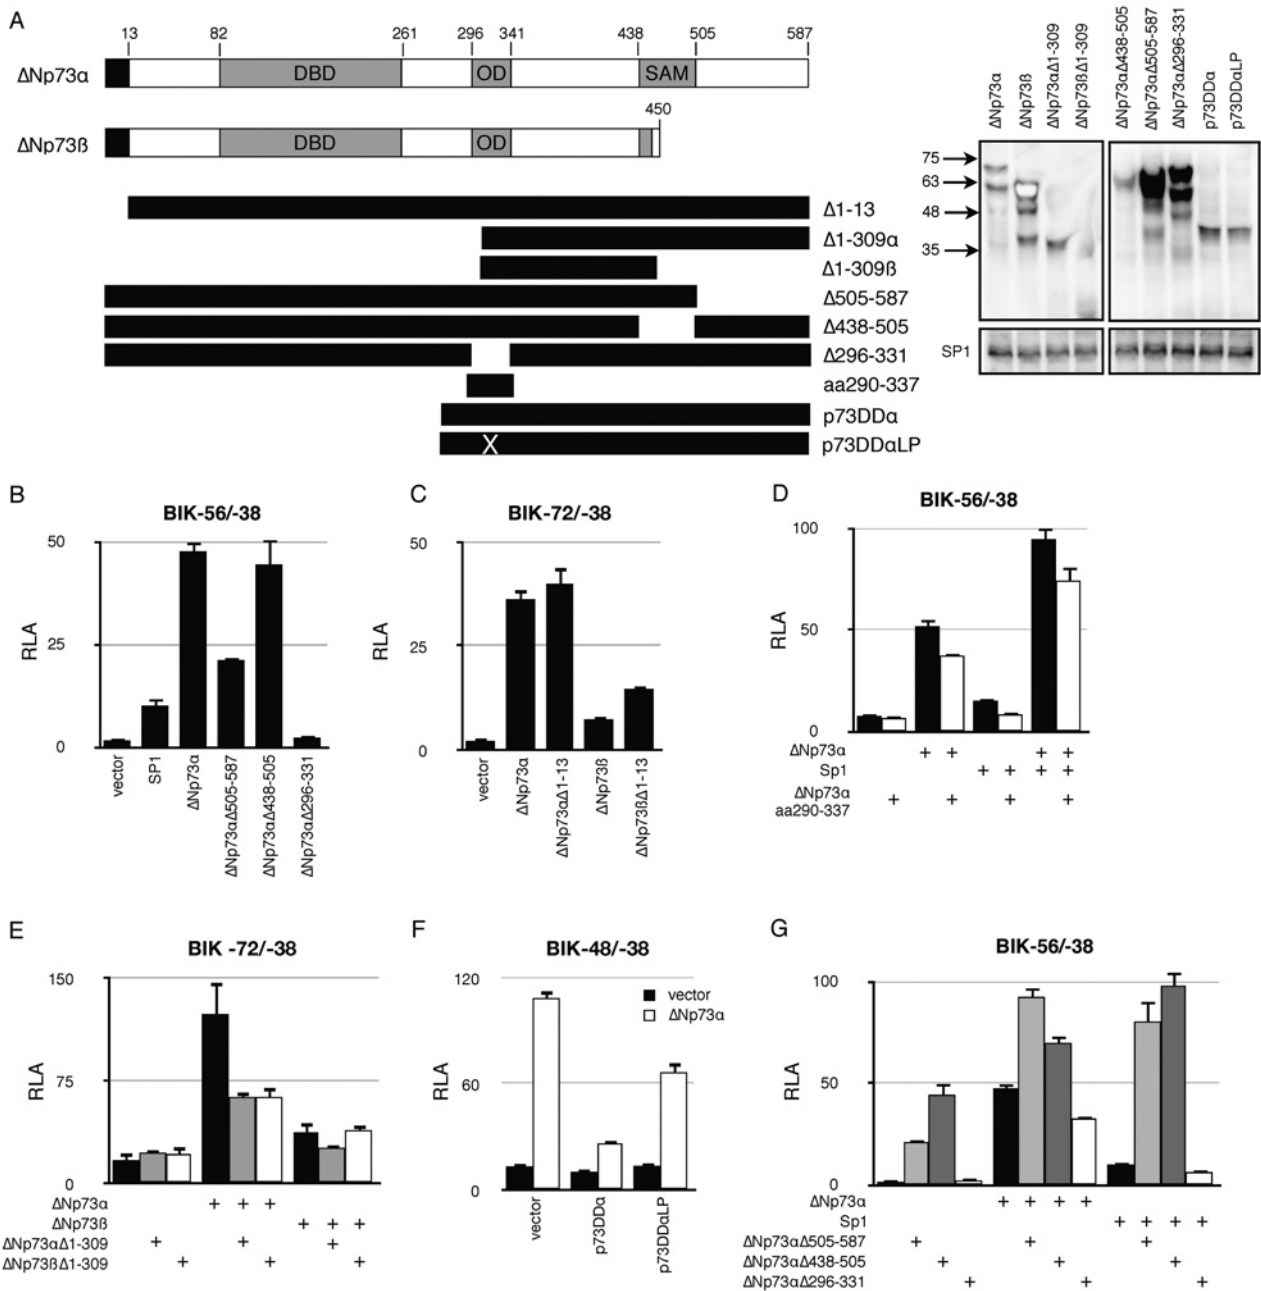 A
13 82 261 296 341 438 505 587
ΔNp73α DBD OD SAM
450
ΔNp73ß DBD OD
Δ1-13
Δ1-309α
Δ1-309ß
Δ505-587
Δ438-505
Δ296-331
aa290-337
p73DDα
X p73DDαLP
ΔNp73α
ΔNp73ß
ΔNp73αΔ1-309
ΔNp73ßΔ1-309
ΔNp73αΔ438-505
ΔNp73αΔ505-587
ΔNp73αΔ296-331
p73DDα
p73DDαLP
75
63
48
35
SP1
B
BIK-56/-38
50
25
0
RLA
vector
SP1
ΔNp73α
ΔNp73αΔ505-587
ΔNp73αΔ438-505
ΔNp73αΔ296-331
C
BIK-72/-38
50
25
0
RLA
vector
ΔNp73α
ΔNp73αΔ1-13
ΔNp73ß
ΔNp73ßΔ1-13
D
BIK-56/-38
100
50
0
RLA
ΔNp73α + + + +
Sp1 + + + +
ΔNp73α
aa290-337 + + + +
E
BIK -72/-38
150
75
0
RLA
ΔNp73α + + +
ΔNp73ß + + +
ΔNp73αΔ1-309 + + +
ΔNp73ßΔ1-309 + + +
F
BIK-48/-38
120
60
0
RLA
vector
ΔNp73α
vector
p73DDα
p73DDαLP
G
BIK-56/-38
100
50
0
RLA
ΔNp73α + + + +
Sp1 + + + +
ΔNp73αΔ505-587 + + +
ΔNp73αΔ438-505 + + +
ΔNp73αΔ296-331 + + +